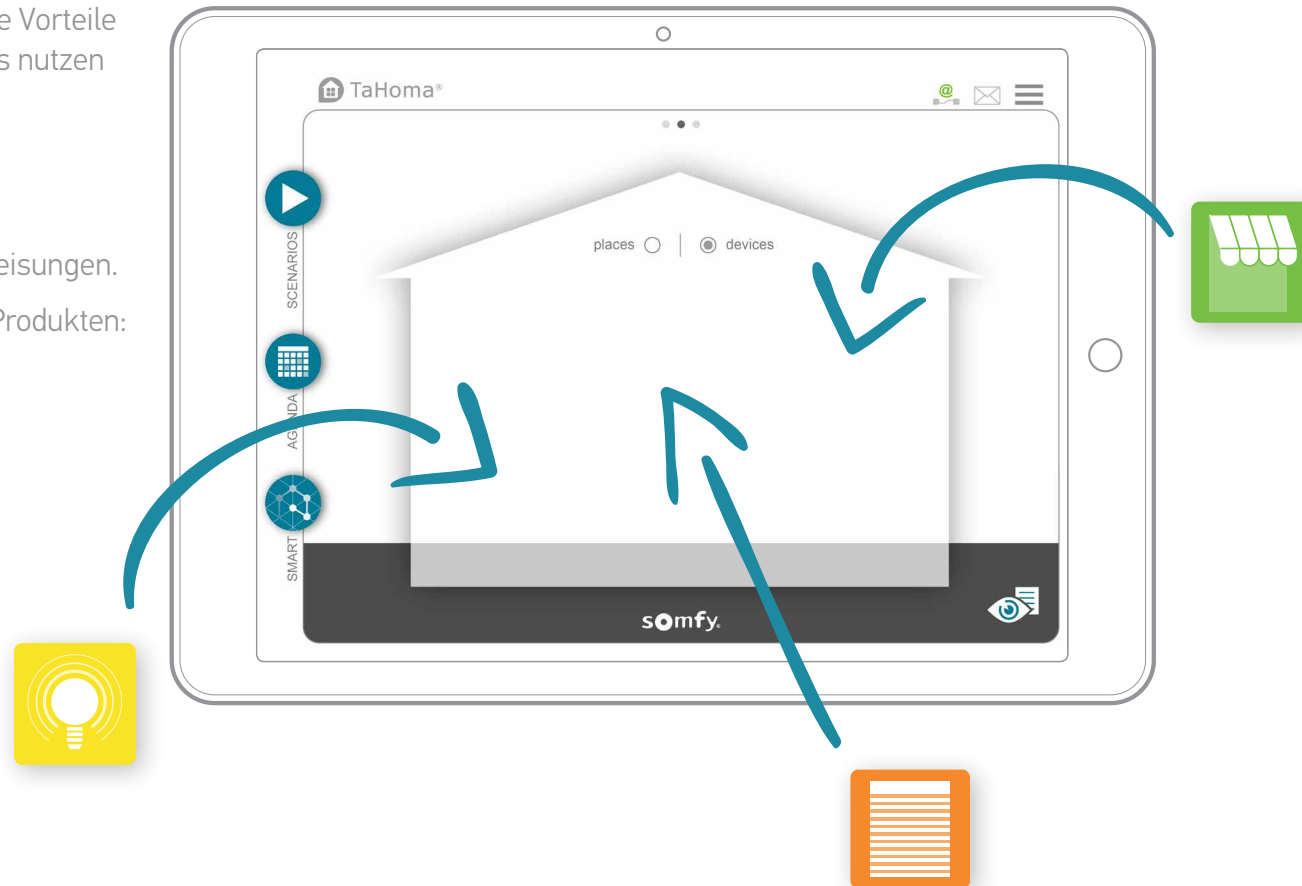 e Vorteile
s nutzen
eisungen.
Produkten:
TaHoma®
@
places
devices
SCENARIOS
AGENDA
SMART
somfy.